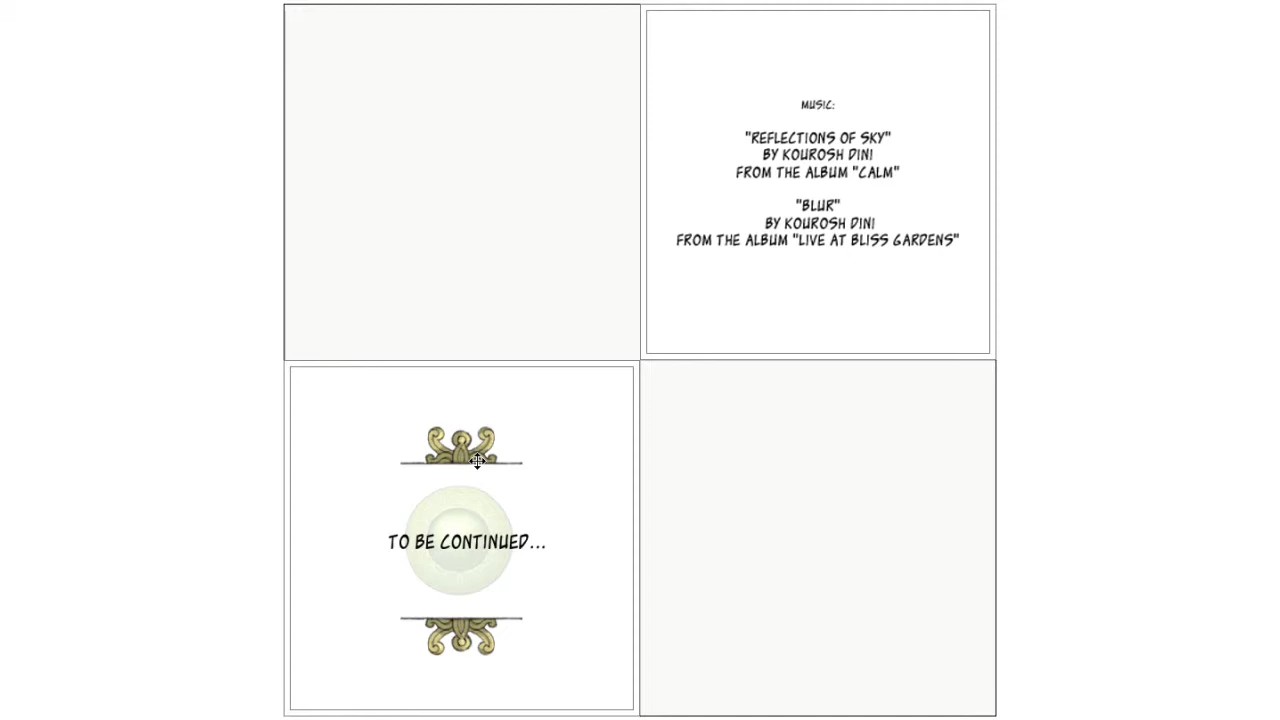 MUSIC:
"REFLECTIONS OF SKY"
BY KOUROSH DINI
FROM THE ALBUM "CALM"
"BLUR"
BY KOUROSH DINI
FROM THE ALBUM "LIVE AT BLISS GARDENS"
TO BE CONTINUED...